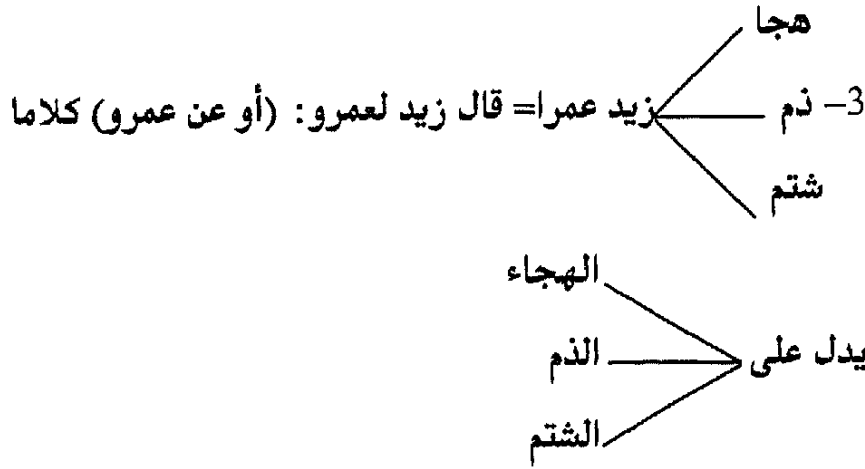 هجا
3– ذم زيد عمرا= قال زيد لعمرو: (أو عن عمرو) كلاما
شتم
الهجاء
يدل على الذم
الشتم